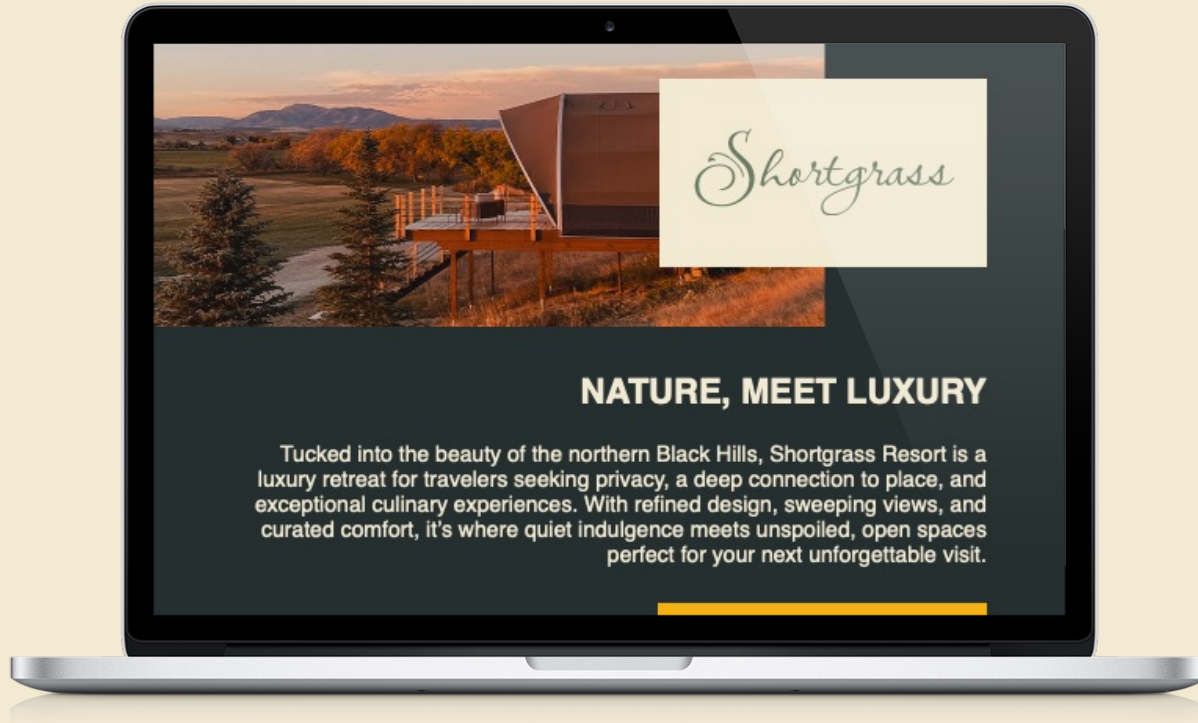 Shortgrass
NATURE, MEET LUXURY
Tucked into the beauty of the northern Black Hills, Shortgrass Resort is a
luxury retreat for travelers seeking privacy, a deep connection to place, and
exceptional culinary experiences. With refined design, sweeping views, and
curated comfort, it's where quiet indulgence meets unspoiled, open spaces
perfect for your next unforgettable visit.